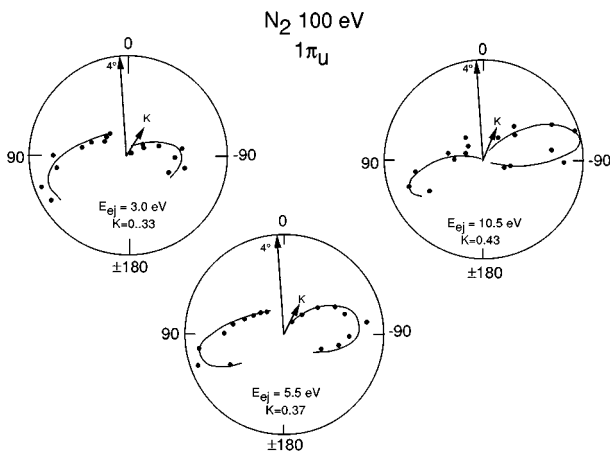 N2 100 eV
1πu
0
4°
K
90
-90
Eej = 3.0 eV
K=0..33
±180
0
4°
K
90
-90
Eej = 10.5 eV
K=0.43
±180
0
4°
K
90
-90
Eej = 5.5 eV
K=0.37
±180